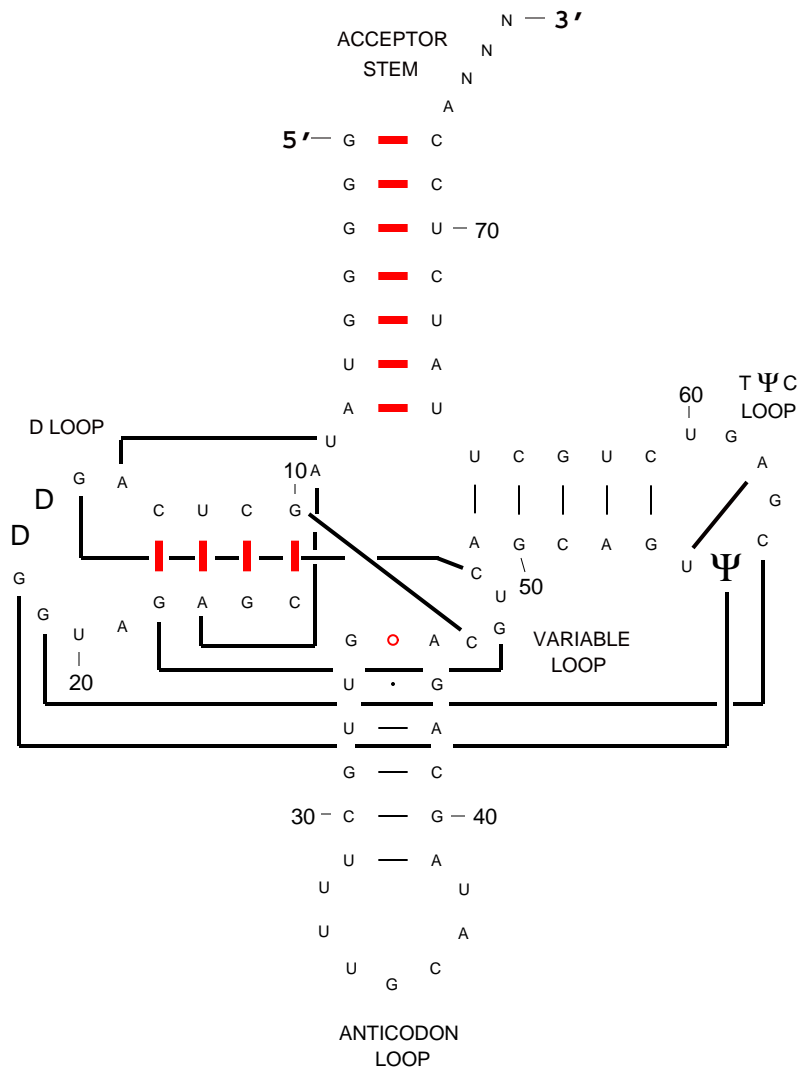 N 3′
ACCEPTOR
STEM
N
N
A
5′ G C
G C
G U 70
G C
G U
U A
A U
T Ψ C
LOOP
60
D LOOP
U
U
G
U C G U C
A
A
10
G
A
D
G
C U C G
D
C
A G A C G U Ψ
C
50
G
G A G C
U
G
A
G
U
VARIABLE
LOOP
G A C
20
U G
U A
G C
30 C G 40
U A
U U
U A
U C
G
ANTICODON
LOOP